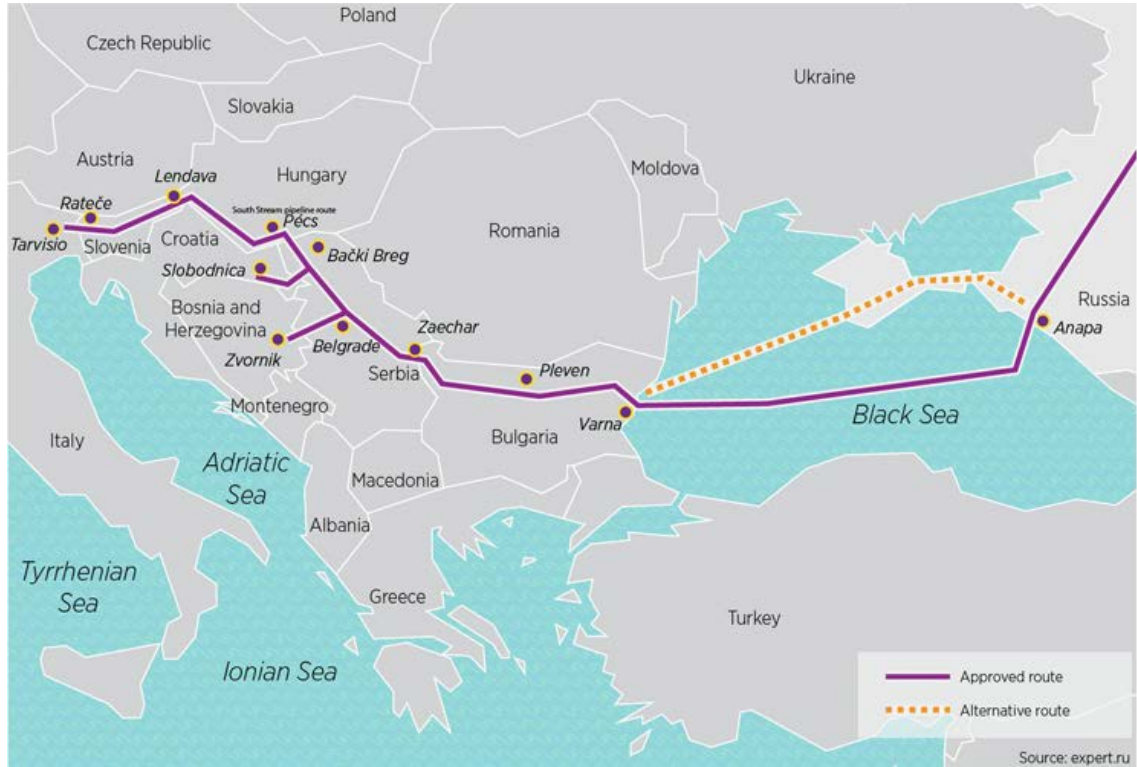 Poland
Czech Republic
Ukraine
Slovakia
Austria
Moldova
Lendava
Hungary
Rateče
South Stream pipeline route
Pécs
Romania
Tarvisio
Slovenia
Croatia
Bački Breg
Slobodnica
Bosnia and
Herzegovina
Russia
Zaechar
Anapa
Zvornik
Belgrade
Serbia
Pleven
Montenegro
Varna
Black Sea
Italy
Bulgaria
Adriatic
Sea
Macedonia
Albania
Tyrrhenian
Sea
Greece
Turkey
Ionian Sea
Approved route
Alternative route
Source: expert.ru